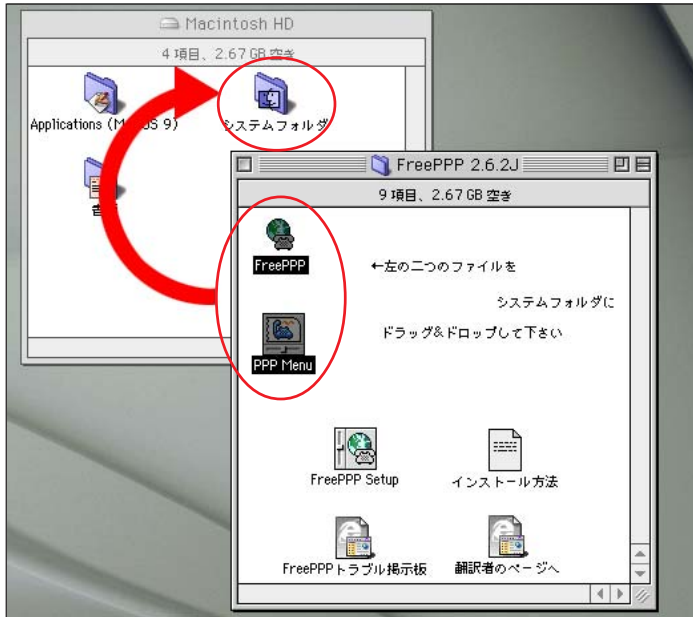 Macintosh HD
4 項目、2.67 GB 空き
Applications (M OS 9)
システムフォルダ
FreePPP 2.6.2J
9 項目、2.67 GB 空き
FreePPP
←左の二つのファイルを
システムフォルダに
ドラッグ&ドロップして下さい
PPP Menu
FreePPP Setup
インストール方法
FreePPPトラブル掲示板
翻訳者のページへ